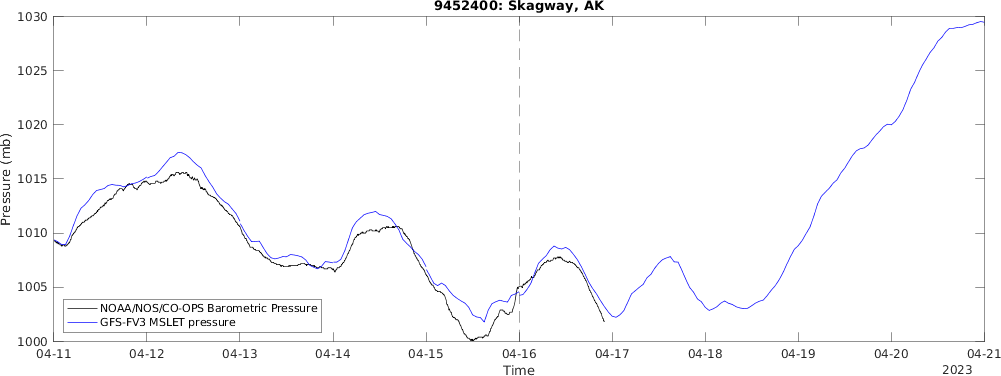 9452400: Skagway, AK
Pressure (mb)
1030
1025
1020
1015
1010
1005
1000
NOAA/NOS/CO-OPS Barometric Pressure
GFS-FV3 MSLET pressure
04-11 04-12 04-13 04-14 04-15 04-16 04-17 04-18 04-19 04-20 04-21
Time
2023